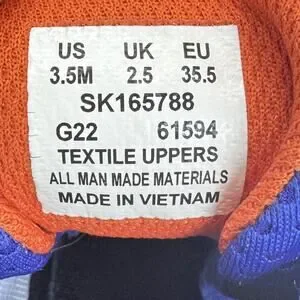 US UK EU
3.5M 2.5 35.5
SK165788
G22 61594
TEXTILE UPPERS
ALL MAN MADE MATERIALS
MADE IN VIETNAM